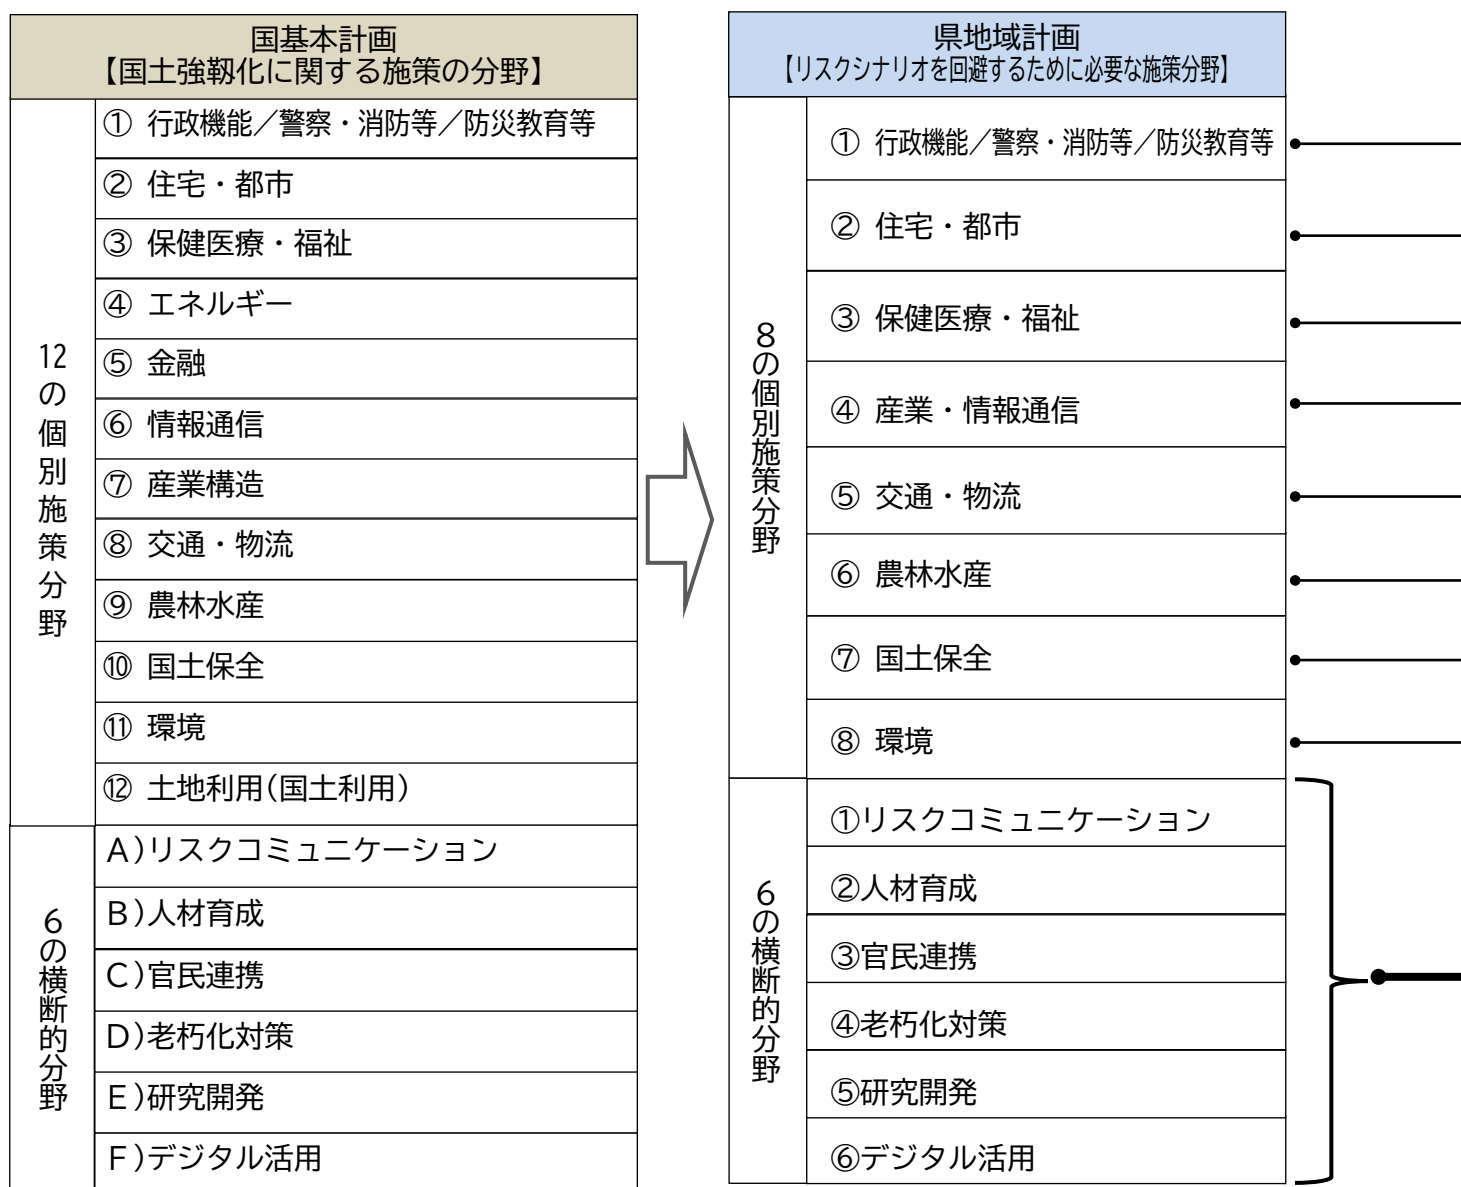 国基本計画
【国土強靱化に関する施策の分野】
12の個別施策分野
① 行政機能／警察・消防等／防災教育等
② 住宅・都市
③ 保健医療・福祉
④ エネルギー
⑤ 金融
⑥ 情報通信
⑦ 産業構造
⑧ 交通・物流
⑨ 農林水産
⑩ 国土保全
⑪ 環境
⑫ 土地利用(国土利用)
6の横断的分野
A)リスクコミュニケーション
B)人材育成
C)官民連携
D)老朽化対策
E)研究開発
F)デジタル活用
県地域計画
【リスクシナリオを回避するために必要な施策分野】
8の個別施策分野
① 行政機能／警察・消防等／防災教育等
② 住宅・都市
③ 保健医療・福祉
④ 産業・情報通信
⑤ 交通・物流
⑥ 農林水産
⑦ 国土保全
⑧ 環境
6の横断的分野
①リスクコミュニケーション
②人材育成
③官民連携
④老朽化対策
⑤研究開発
⑥デジタル活用